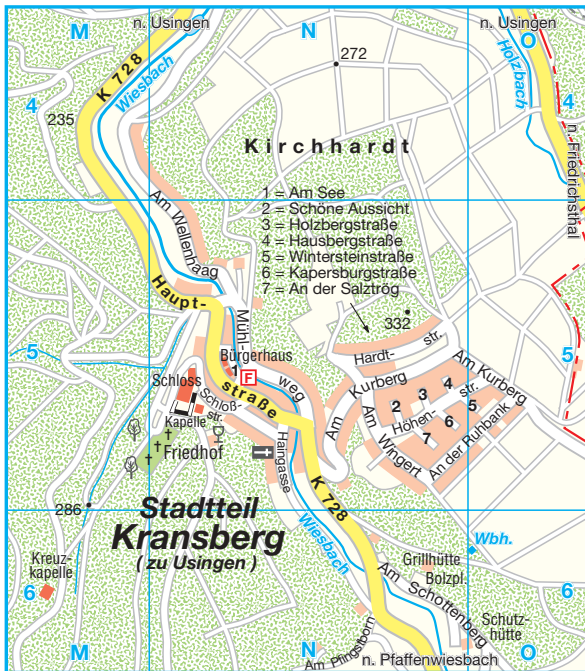 M
N
O
n. Usingen
n. Usingen
K 728
Wiesbach
272
Holzbach
4
4
235
n. Friedrichsthal
Kirchhardt
1 = Am See
2 = Schöne Aussicht
3 = Holzbergstraße
4 = Hausbergstraße
5 = Wintersteinstraße
6 = Kapersburgstraße
7 = An der Salztrög
Am Wellenhaag
Haupt-
straße
Mühl-
weg
332
5
5
Bürgerhaus
1
F
Hardt-
str.
Am Kurberg
Am Kurberg
Schloss
Schloß-
str.
Kapelle
DH
Friedhof
Haingasse
2
3
4
5
6
7
Höhen-
str.
Am Wingert
An der Ruhbank
286
Stadtteil
Kransberg
(zu Usingen)
K 728
Wiesbach
Wbh.
Kreuz-
kapelle
Grillhütte
Bolzpl.
6
6
Am Schottenberg
Schutz-
hütte
Am Pfingstborn
n. Pfaffenwiesbach
M
N
O